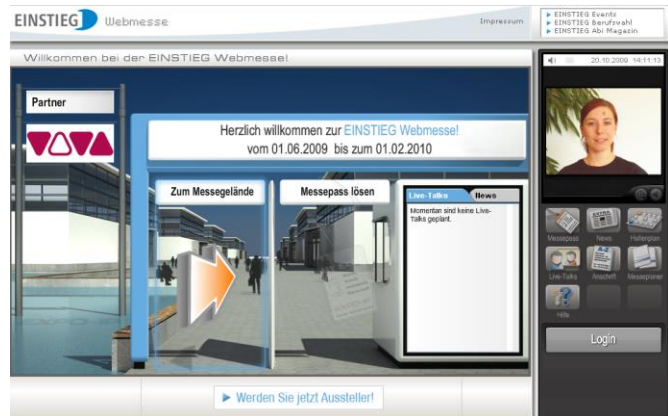 EINSTIEG Webmesse
Impressum
EINSTIEG Events
EINSTIEG Berufswahl
EINSTIEG Abi Magazin
Willkommen bei der EINSTIEG Webmesse!
20.10.2009 14:11:13
Partner
VIVA
Herzlich willkommen zur EINSTIEG Webmesse!
vom 01.06.2009 bis zum 01.02.2010
Zum Messegelände
Messepass lösen
Live-Talks
News
Momentan sind keine Live-
Talks geplant.
Messepass News Hallenplan
Live-Talks Anschrift Messeplaner
Hilfe
Login
Werden Sie jetzt Aussteller!